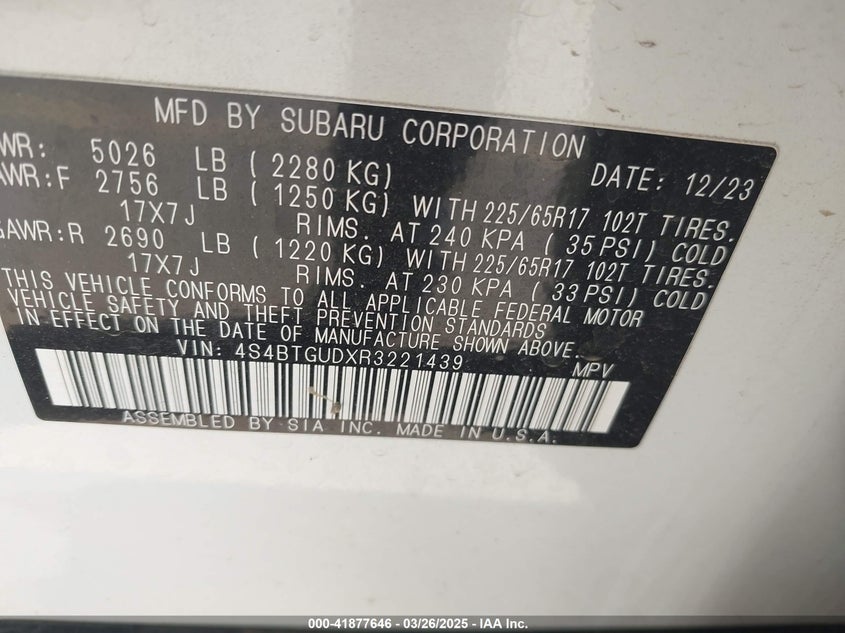 MFD BY SUBARU CORPORATION
WR: 5026 LB (2280 KG) DATE: 12/23
AWR:F 2756 LB (1250 KG) WITH 225/65R17 102T TIRES.
17X7J RIMS. AT 240 KPA (35 PSI) COLD
GAWR:R 2690 LB (1220 KG) WITH 225/65R17 102T TIRES.
17X7J RIMS. AT 230 KPA (33 PSI) COLD
THIS VEHICLE CONFORMS TO ALL APPLICABLE FEDERAL MOTOR
VEHICLE SAFETY AND THEFT PREVENTION STANDARDS
IN EFFECT ON THE DATE OF MANUFACTURE SHOWN ABOVE.
VIN: 4S4BTGUDXR3221439 MPV
ASSEMBLED BY SIA INC. MADE IN U.S.A.
000-41877646 - 03/26/2025 - IAA Inc.